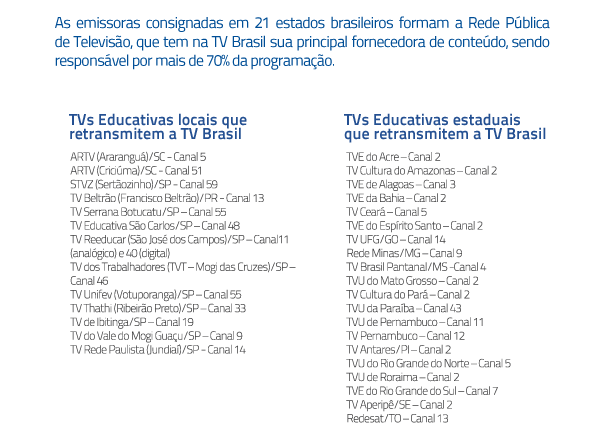 As emissoras consignadas em 21 estados brasileiros formam a Rede Pública
de Televisão, que tem na TV Brasil sua principal fornecedora de conteúdo, sendo
responsável por mais de 70% da programação.
TVs Educativas locais que
retransmitem a TV Brasil
ARTV (Araranguá)/SC - Canal 5
ARTV (Criciúma)/SC - Canal 51
STVZ (Sertãozinho)/SP - Canal 59
TV Beltrão (Francisco Beltrão)/PR - Canal 13
TV Serrana Botucatu/SP – Canal 55
TV Educativa São Carlos/SP – Canal 48
TV Reeducar (São José dos Campos)/SP – Canal11
(analógico) e 40 (digital)
TV dos Trabalhadores (TVT – Mogi das Cruzes)/SP –
Canal 46
TV Unifev (Votuporanga)/SP – Canal 55
TV Thathi (Ribeirão Preto)/SP – Canal 33
TV de Ibitinga/SP – Canal 19
TV do Vale do Mogi Guaçu/SP – Canal 9
TV Rede Paulista (Jundiaí)/SP - Canal 14
TVs Educativas estaduais
que retransmitem a TV Brasil
TVE do Acre – Canal 2
TV Cultura do Amazonas – Canal 2
TVE de Alagoas – Canal 3
TVE da Bahia – Canal 2
TV Ceará – Canal 5
TVE do Espírito Santo – Canal 2
TV UFG/GO – Canal 14
Rede Minas/MG – Canal 9
TV Brasil Pantanal/MS -Canal 4
TVU do Mato Grosso – Canal 2
TV Cultura do Pará – Canal 2
TVU da Paraíba – Canal 43
TVU de Pernambuco – Canal 11
TV Pernambuco – Canal 12
TV Antares/PI – Canal 2
TVU do Rio Grande do Norte – Canal 5
TVU de Roraima – Canal 2
TVE do Rio Grande do Sul – Canal 7
TV Aperipê/SE – Canal 2
Redesat/TO – Canal 13